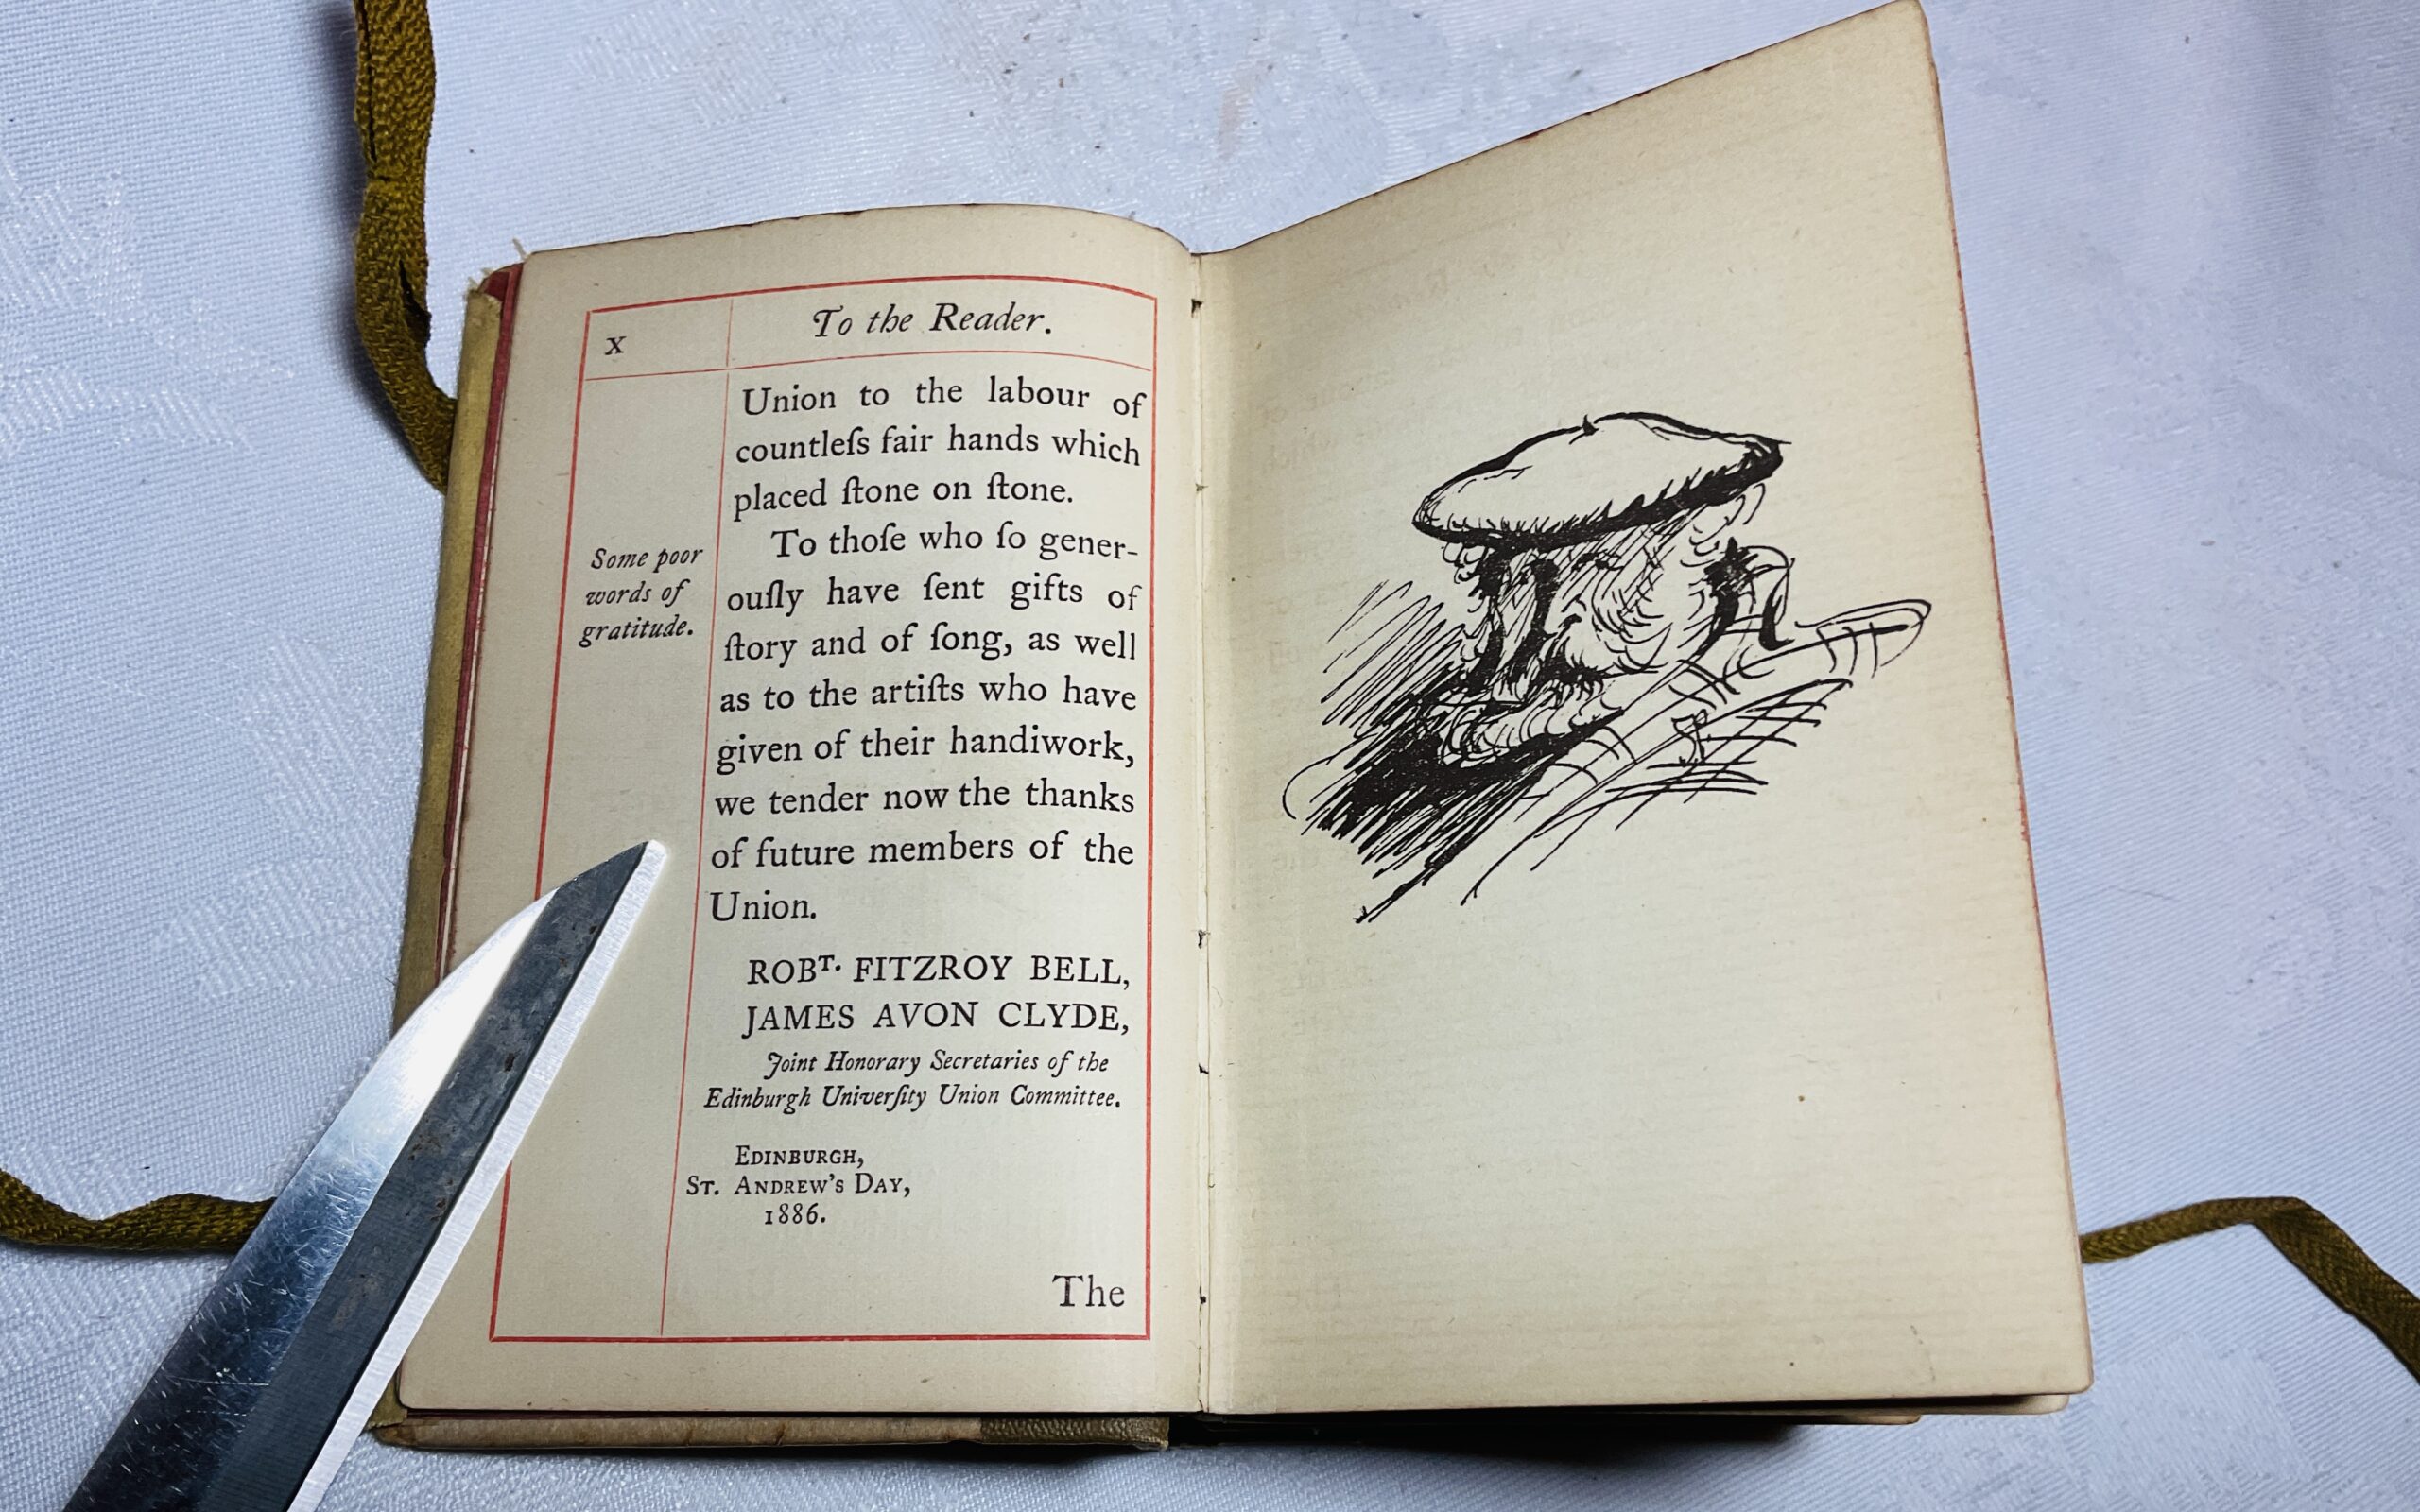 x
To the Reader.
Union to the labour of
countleſs fair hands which
placed ſtone on ſtone.
To thoſe who ſo gener-
ouſly have ſent gifts of
ſtory and of ſong, as well
as to the artiſts who have
given of their handiwork,
we tender now the thanks
of future members of the
Union.
Some poor
words of
gratitude.
ROBᵀ· FITZROY BELL,
JAMES AVON CLYDE,
Joint Honorary Secretaries of the
Edinburgh Univerſity Union Committee.
EDINBURGH,
ST. ANDREW'S DAY,
1886.
The